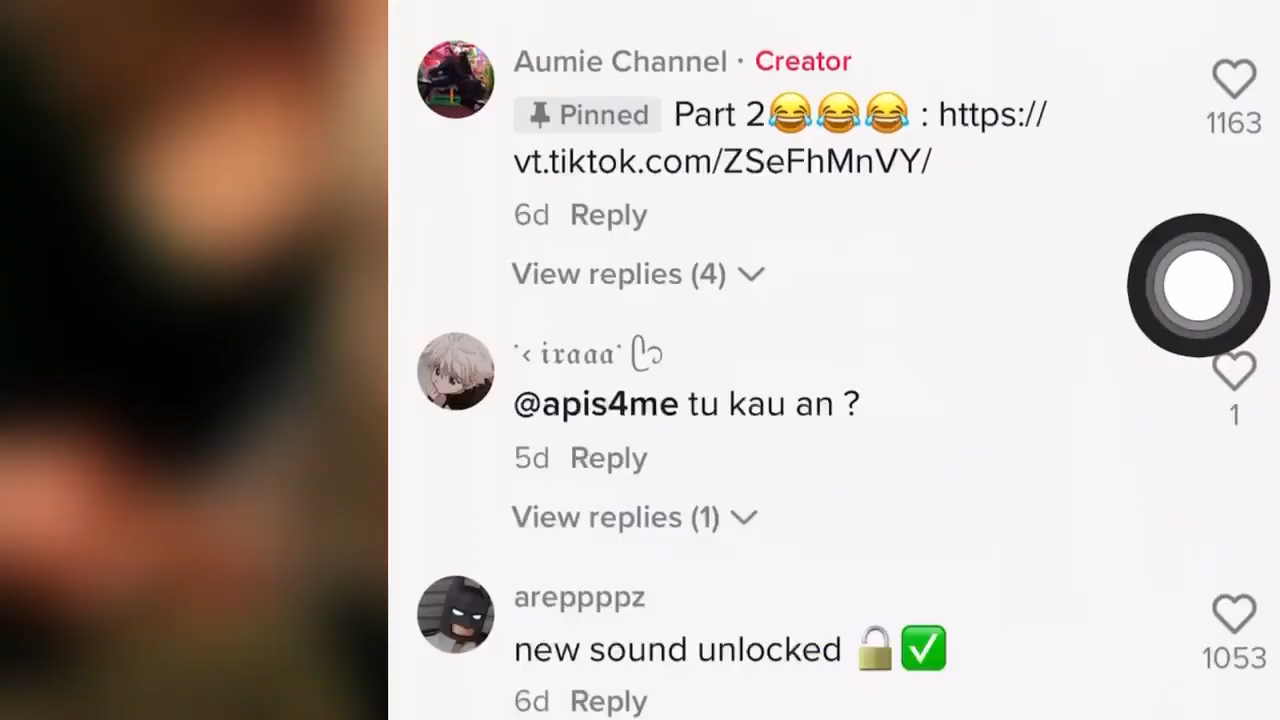 Aumie Channel · Creator
Pinned Part 2😂😂😂 : https://
vt.tiktok.com/ZSeFhMnVY/
1163
6d Reply
View replies (4)
˙‹ 𝔦𝔯𝔞𝔞𝔞˙ ᥫ᭡
@apis4me tu kau an ?
1
5d Reply
View replies (1)
areppppz
new sound unlocked 🔓✅
1053
6d Reply